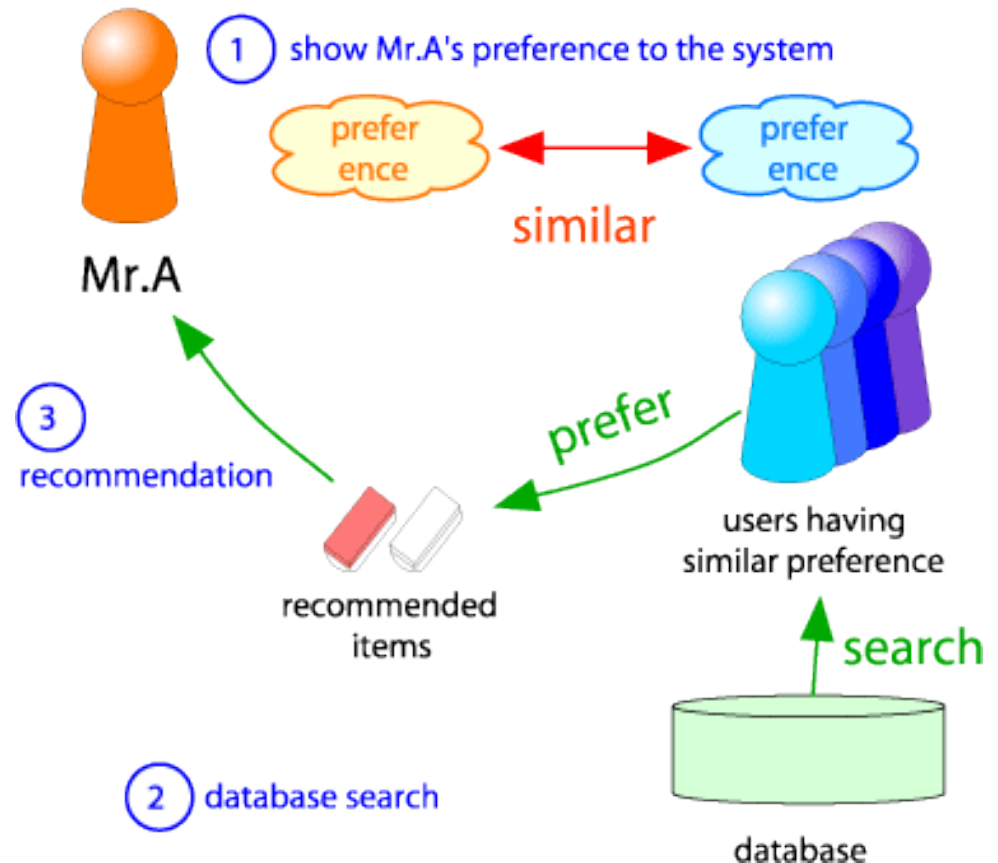 1 show Mr.A's preference to the system
prefer
ence
prefer
ence
similar
Mr.A
3
recommendation
prefer
users having
similar preference
recommended
items
search
2 database search
database